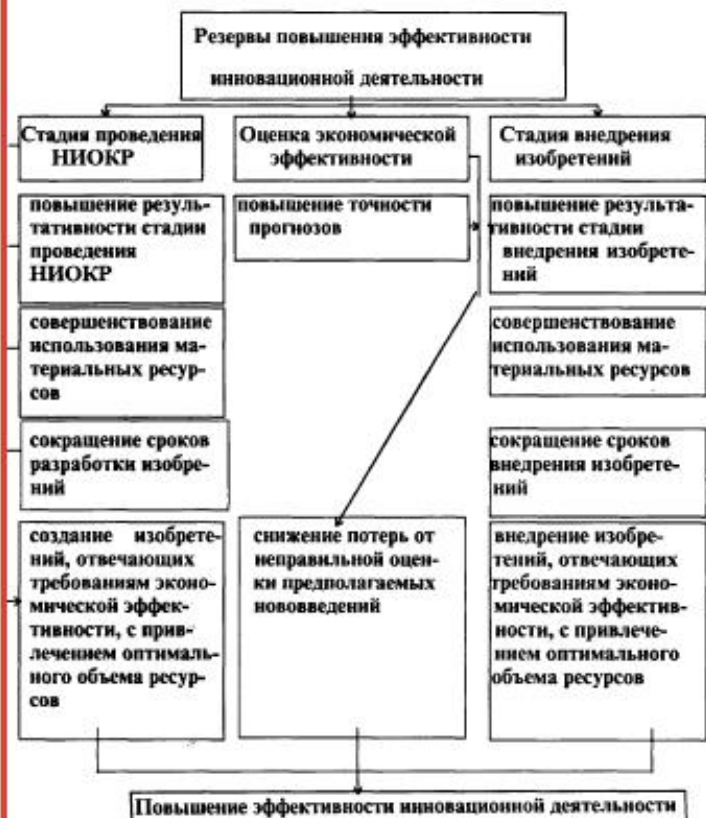 Резервы повышения эффективности
инновационной деятельности
Стадия проведения
НИОКР
Оценка экономической
эффективности
Стадия внедрения
изобретений
повышение резуль-
тативности стадии
проведения
НИОКР
повышение точности
прогнозов
повышение результа-
тивности стадии
внедрения изобрете-
ний
совершенствование
использования ма-
териальных ресур-
сов
совершенствование
использования ма-
териальных ресурсов
сокращение сроков
разработки изобре-
ний
сокращение сроков
внедрения изобрете-
ний
создание изобрете-
ний, отвечающих
требованиям эконо-
мической эффек-
тивности, с прив-
лечением оптималь-
ного объема ресур-
сов
снижение потерь от
неправильной оцен-
ки предполагаемых
нововведений
внедрение изобре-
тений, отвечающих
требованиям эконо-
мической эффектив-
ности, с привлече-
нием оптимального
объема ресурсов
Повышение эффективности инновационной деятельности